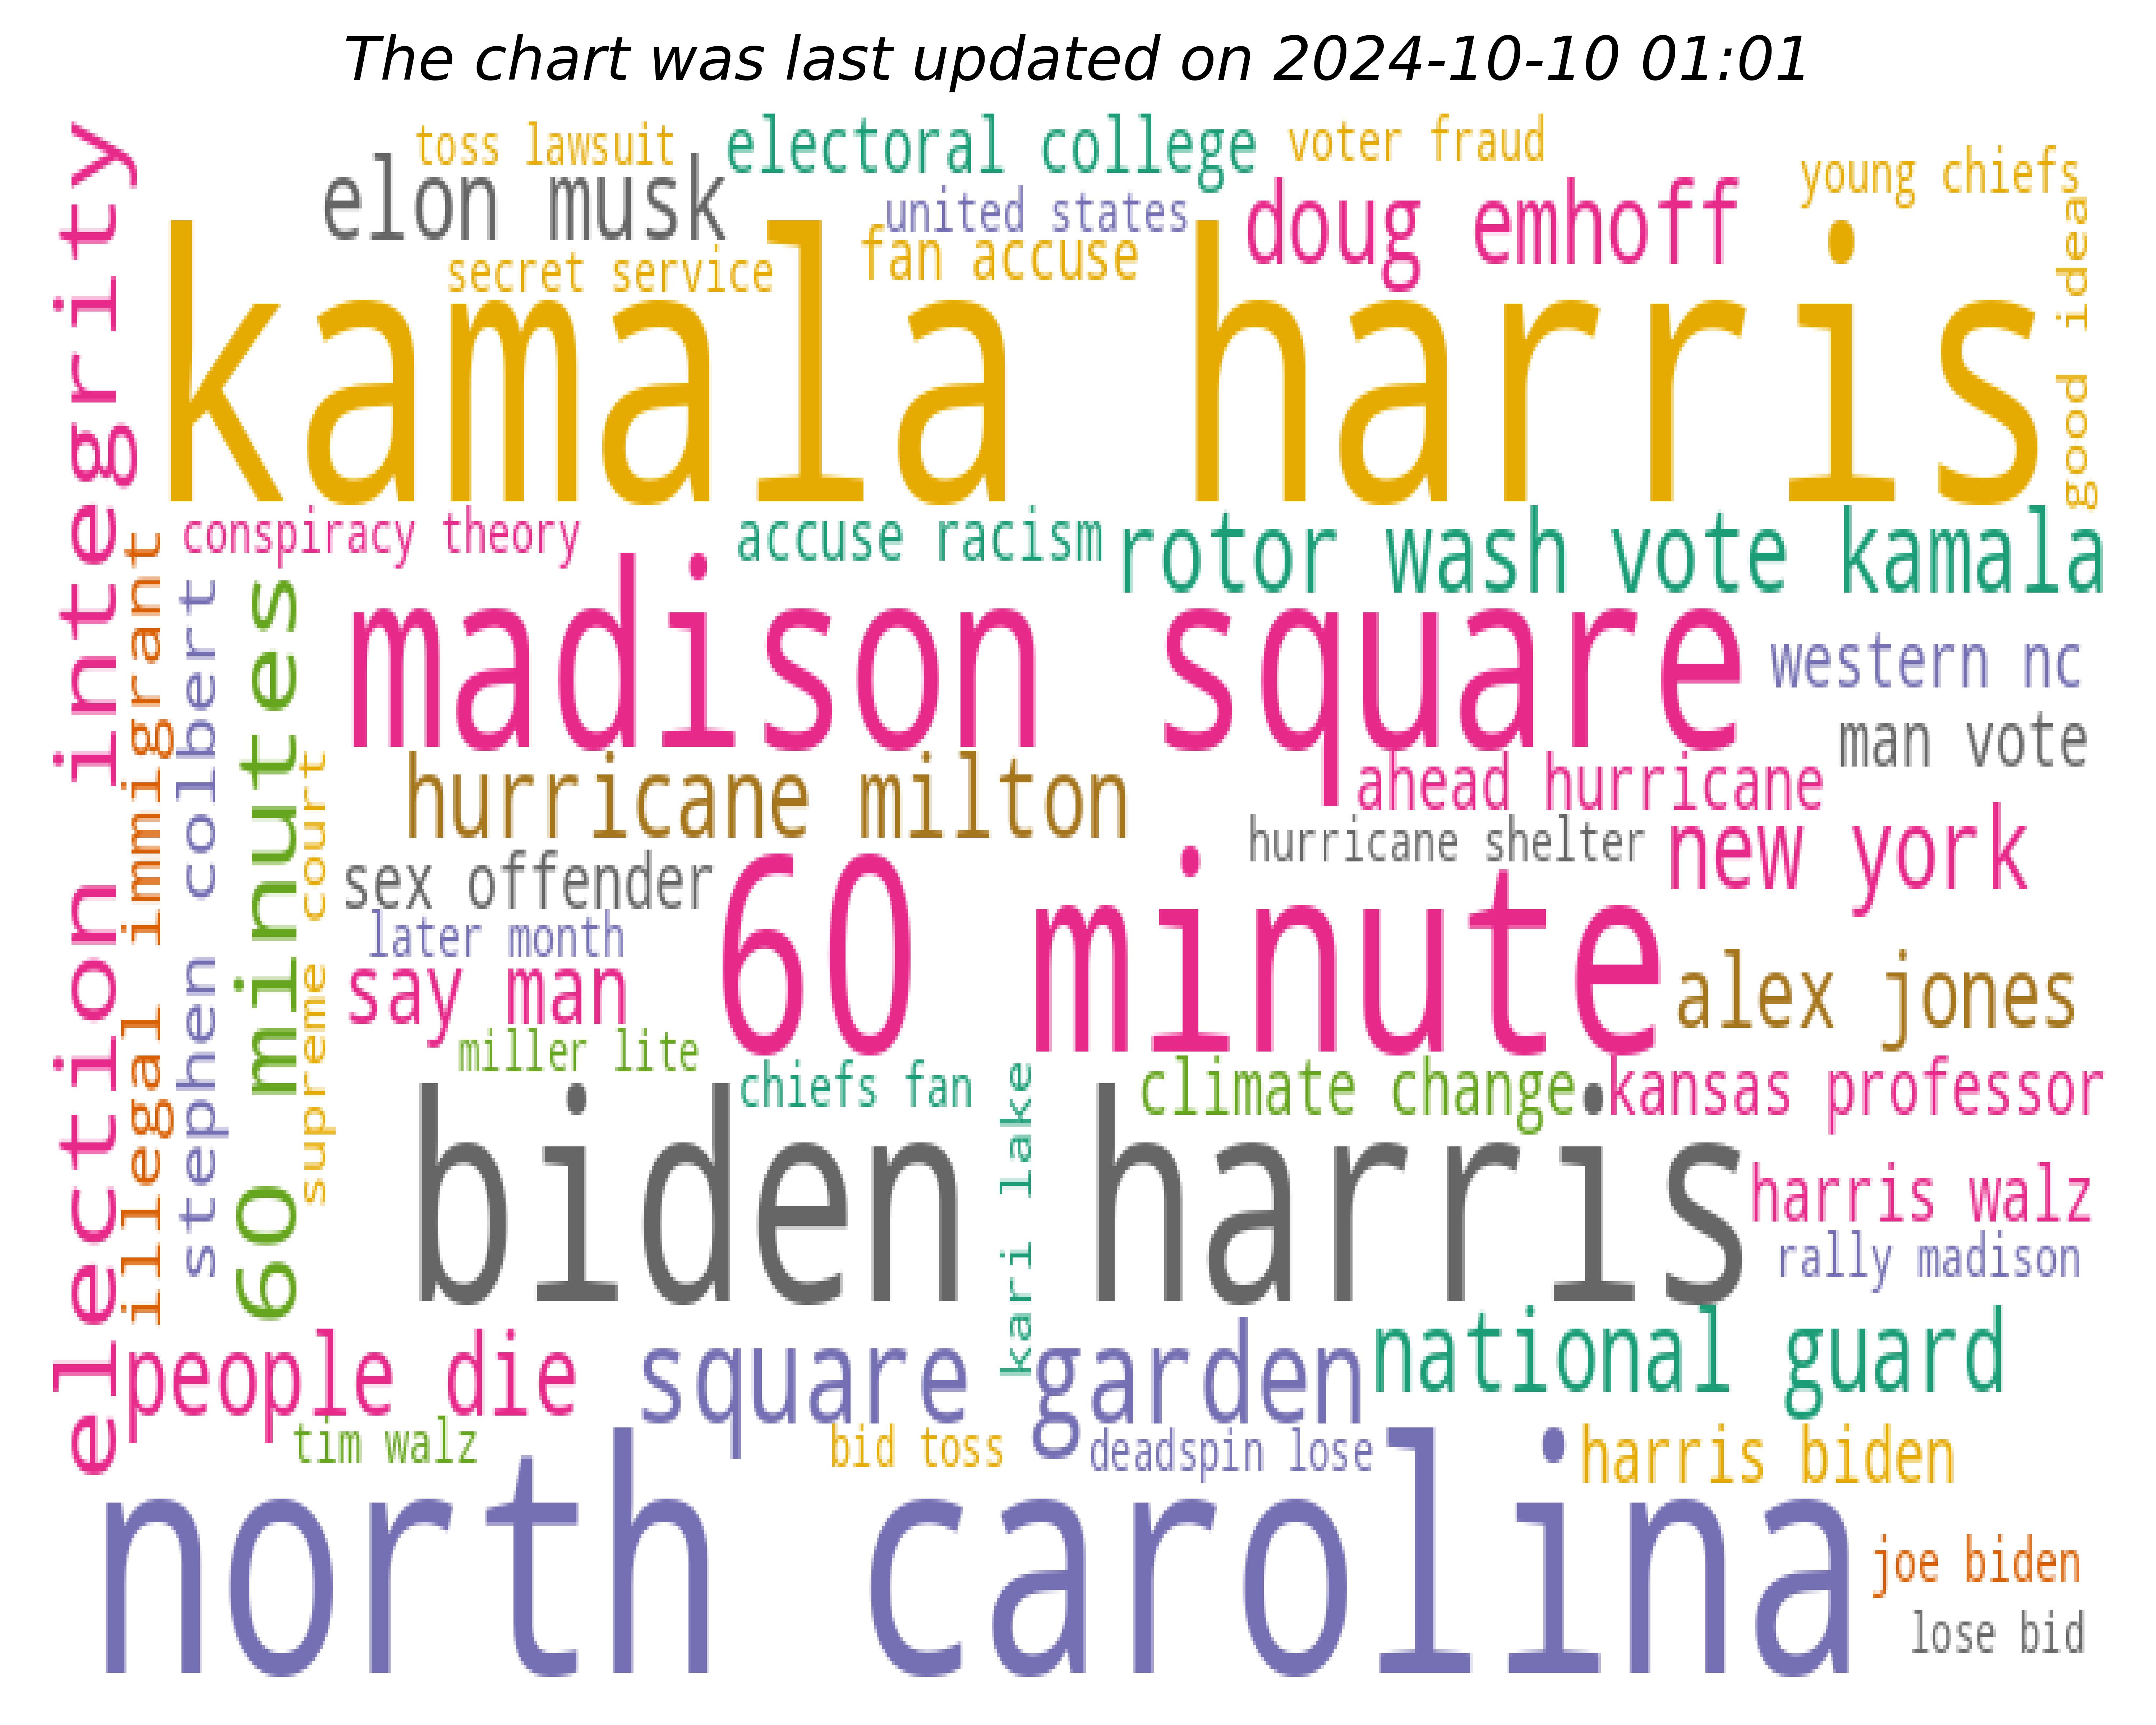 The chart was last updated on 2024-10-10 01:01
toss lawsuit
electoral college
voter fraud
young chiefs
elon musk
united states
doug emhoff
secret service
fan accuse
good idea
kamala harris
election integrity
conspiracy theory
accuse racism
rotor wash vote kamala
illegal immigrant
stephen colbert
60 minutes
supreme court
madison square
western nc
man vote
hurricane milton
ahead hurricane
hurricane shelter
new york
sex offender
later month
60 minute
say man
alex jones
miller lite
chiefs fan
kari lake
climate change
kansas professor
biden harris
harris walz
rally madison
people die
square garden
national guard
tim walz
bid toss
deadspin lose
harris biden
north carolina
joe biden
lose bid